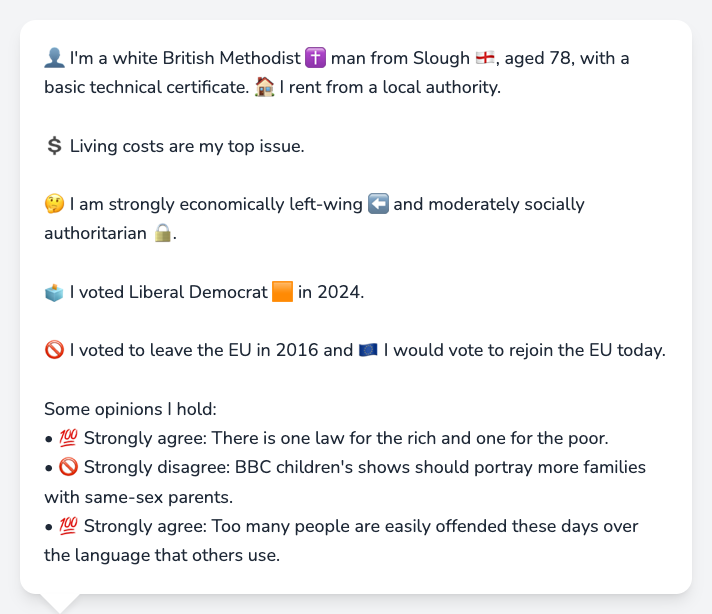 👤 I'm a white British Methodist ✝️ man from Slough 🏴󠁧󠁢󠁥󠁮󠁧󠁿, aged 78, with a
basic technical certificate. 🏠 I rent from a local authority.
💲 Living costs are my top issue.
🤔 I am strongly economically left-wing ⬅️ and moderately socially
authoritarian 🔒.
🗳️ I voted Liberal Democrat 🟧 in 2024.
🚫 I voted to leave the EU in 2016 and 🇪🇺 I would vote to rejoin the EU today.
Some opinions I hold:
• 💯 Strongly agree: There is one law for the rich and one for the poor.
• 🚫 Strongly disagree: BBC children's shows should portray more families
with same-sex parents.
• 💯 Strongly agree: Too many people are easily offended these days over
the language that others use.